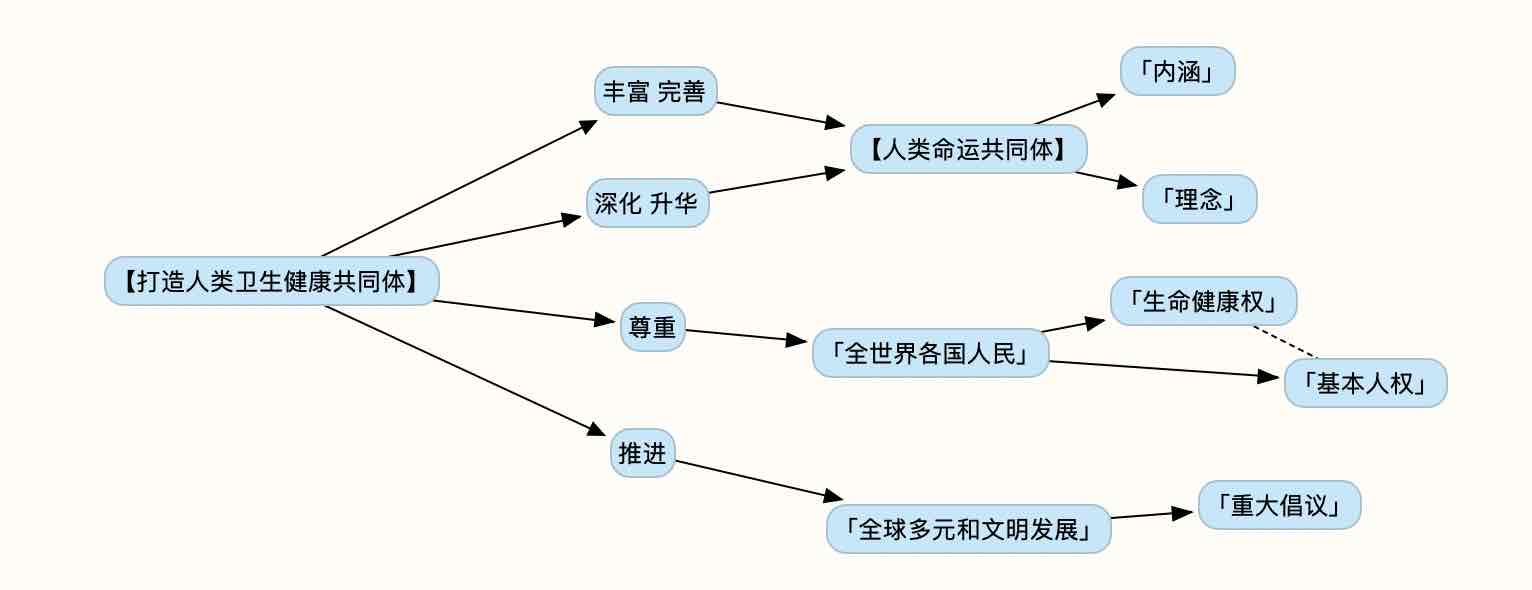 「内涵」
丰富 完善
【人类命运共同体】
深化 升华
「理念」
【打造人类卫生健康共同体】
「生命健康权」
尊重
「全世界各国人民」
「基本人权」
推进
「重大倡议」
「全球多元和文明发展」